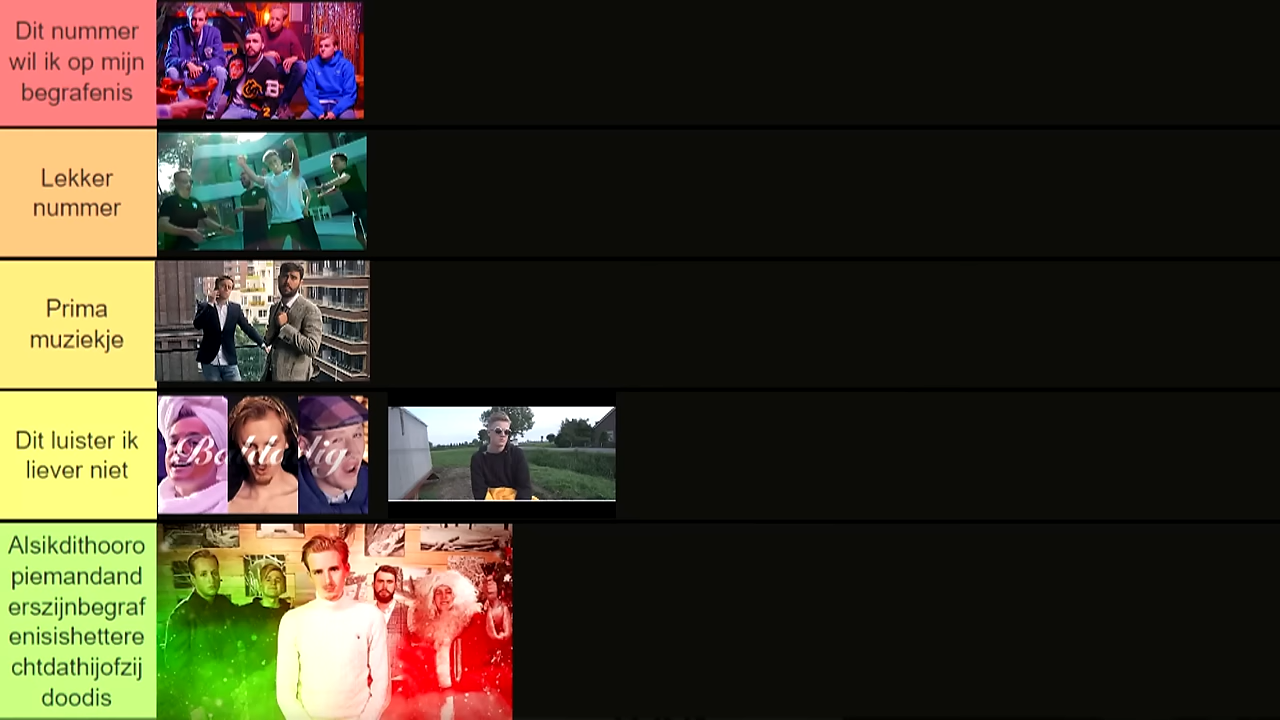 Dit nummer
wil ik op mijn
begrafenis
Lekker
nummer
Prima
muziekje
Dit luister ik
liever niet
Alsikdithooro
piemandand
erszijnbegraf
enisishettere
chtdathijofzij
doodis